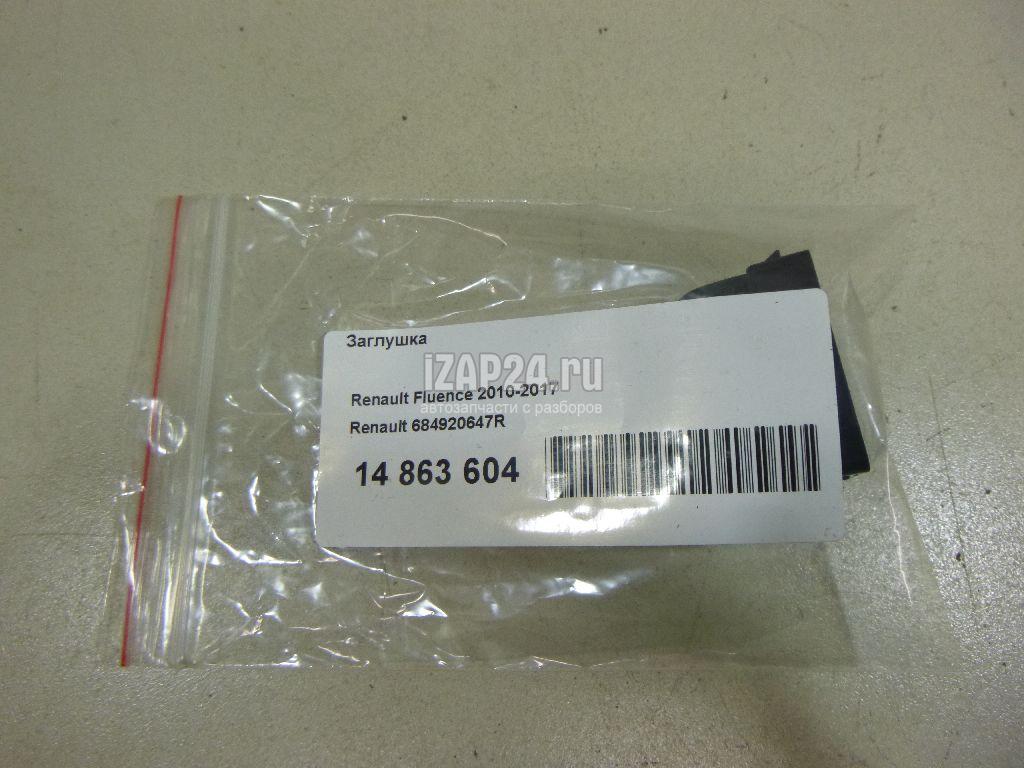 Заглушка
iZAP24.ru
Renault Fluence 2010-2017
автозапчасти с разборов
Renault 684920647R
14 863 604